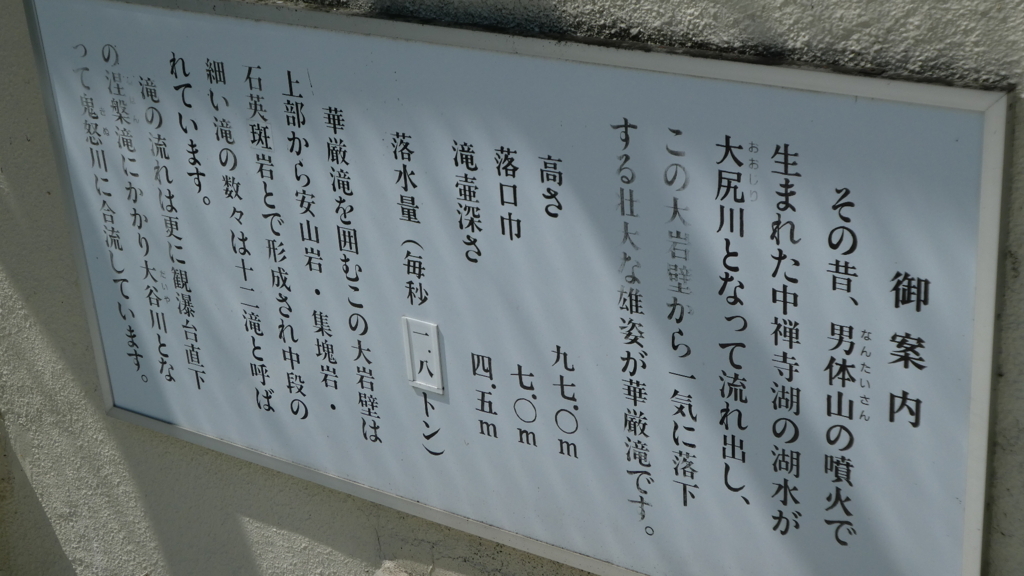 御案内
その昔、男体山の噴火で
生まれた中禅寺湖の湖水が
大尻川となって流れ出し、
この大岩壁から一気に落下
する壮大な雄姿が華厳滝です。
高さ 九七.〇m
落口巾 七.〇m
滝壺深さ 四.五m
落水量(毎秒 一.八 トン)
華厳滝を囲むこの大岩壁は
上部から安山岩・集塊岩・
石英斑岩とで形成され中段の
細い滝の数々は十二滝と呼ば
れています。
滝の流れは更に観瀑台直下
の涅槃滝にかかり大谷川とな
って鬼怒川に合流しています。